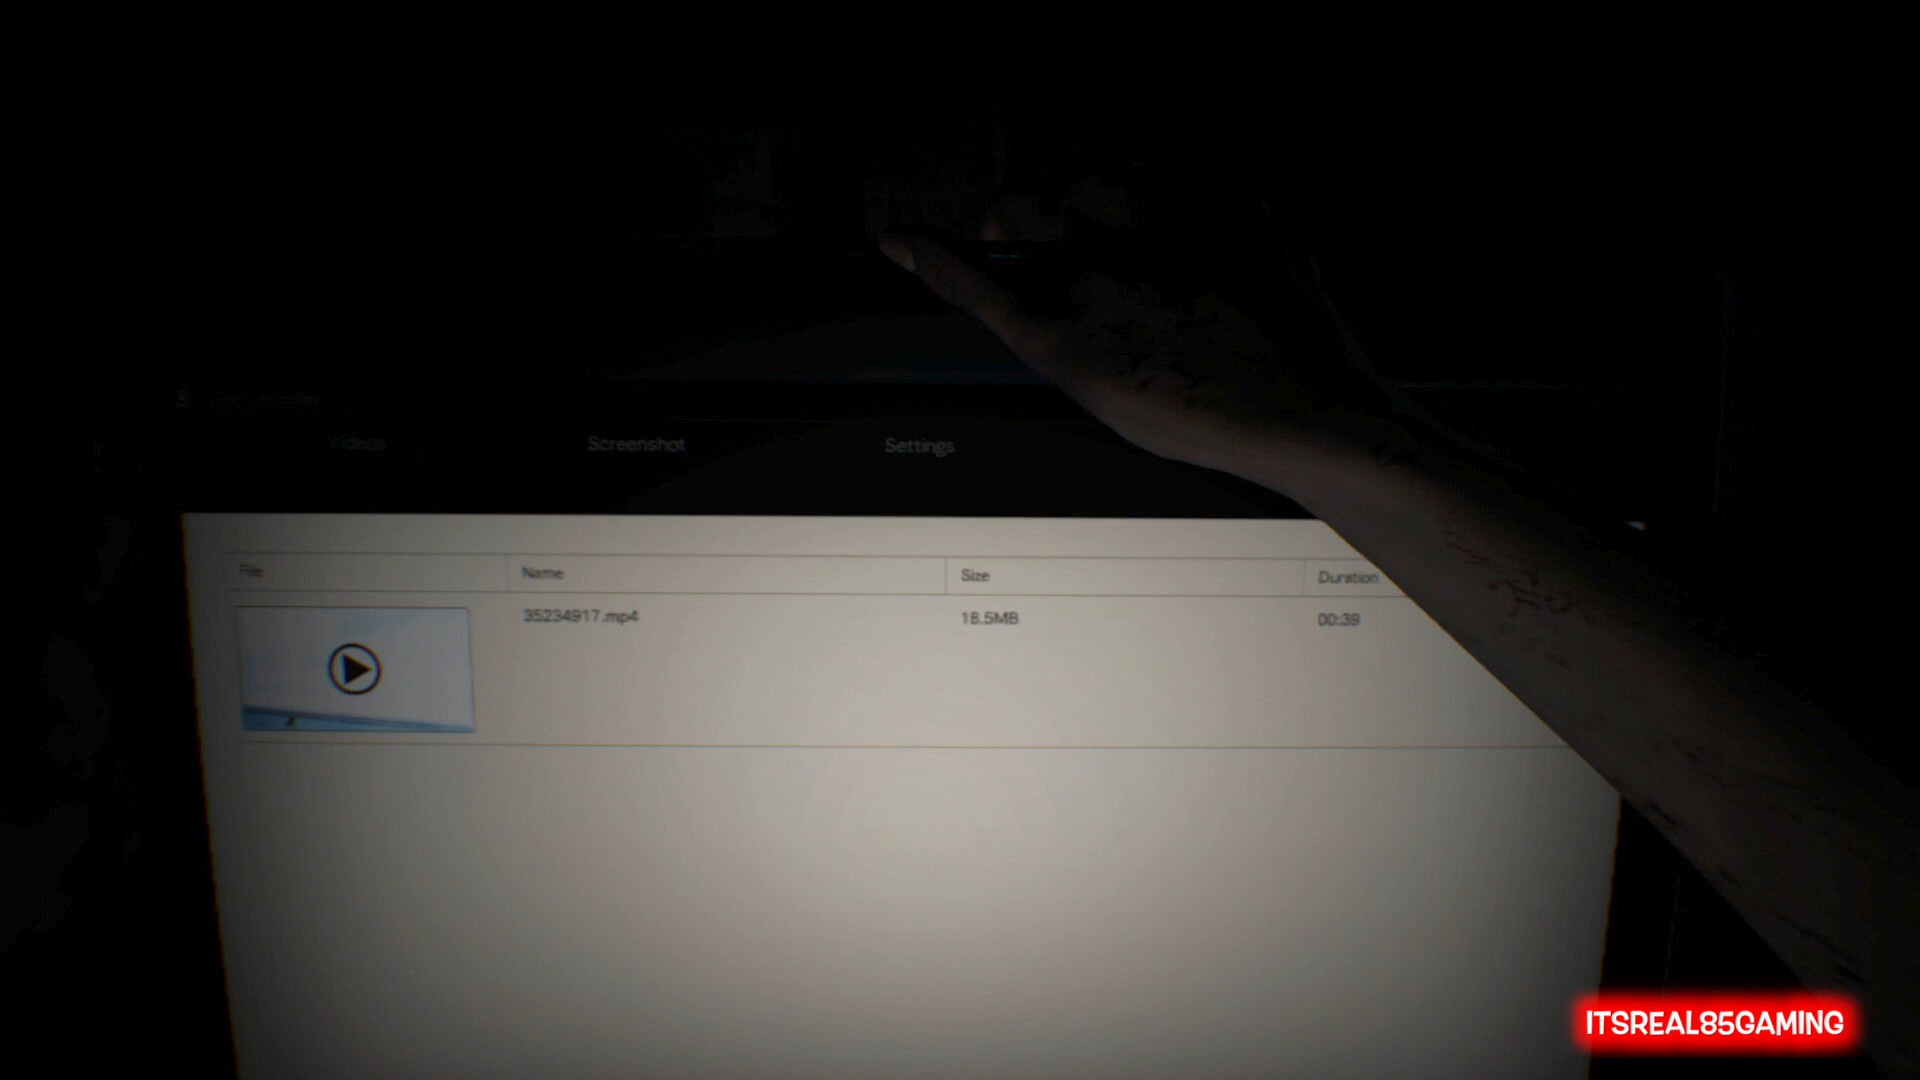 Videos Screenshot Settings
File Name Size Duration
35234917.mp4 18.5MB 00:39
ITSREAL85GAMING